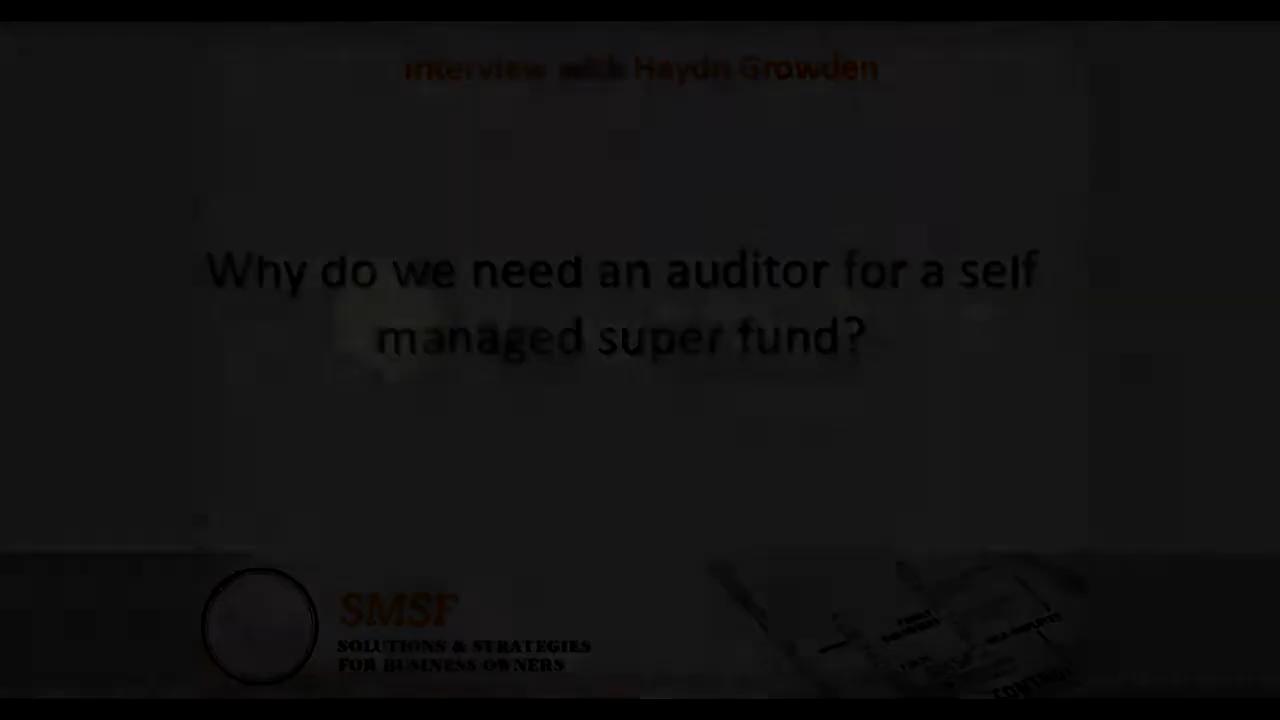 Interview with Haydn Growden
Why do we need an auditor for a self
managed super fund?
SMSF
SOLUTIONS & STRATEGIES
FOR BUSINESS OWNERS
CONTROL